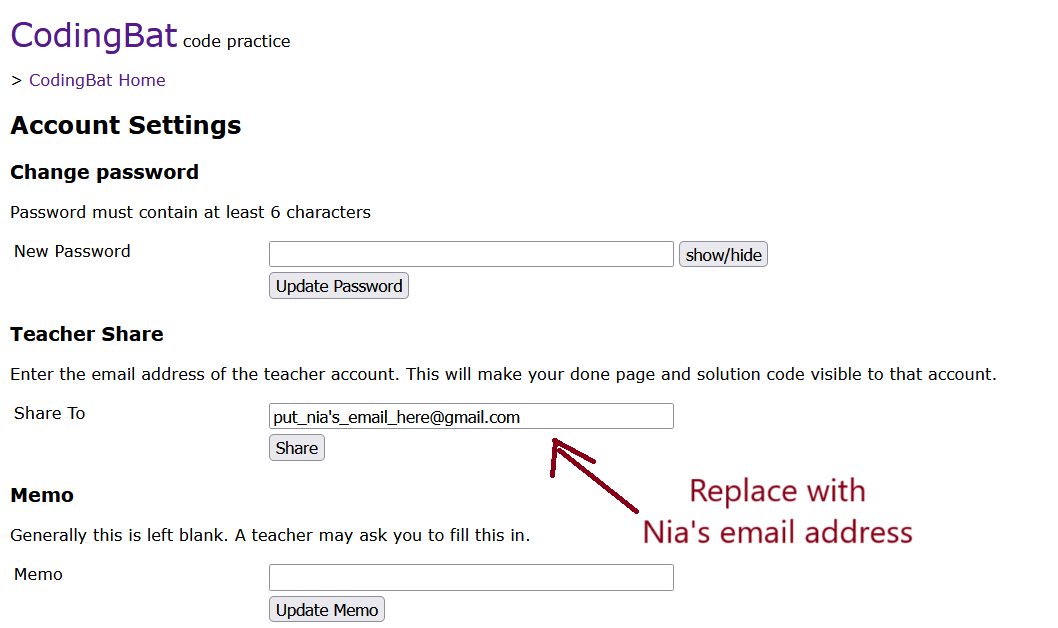 CodingBat code practice
> CodingBat Home
Account Settings
Change password
Password must contain at least 6 characters
New Password show/hide
Update Password
Teacher Share
Enter the email address of the teacher account. This will make your done page and solution code visible to that account.
Share To put_nia's_email_here@gmail.com
Share
Replace with
Nia's email address
Memo
Generally this is left blank. A teacher may ask you to fill this in.
Memo
Update Memo